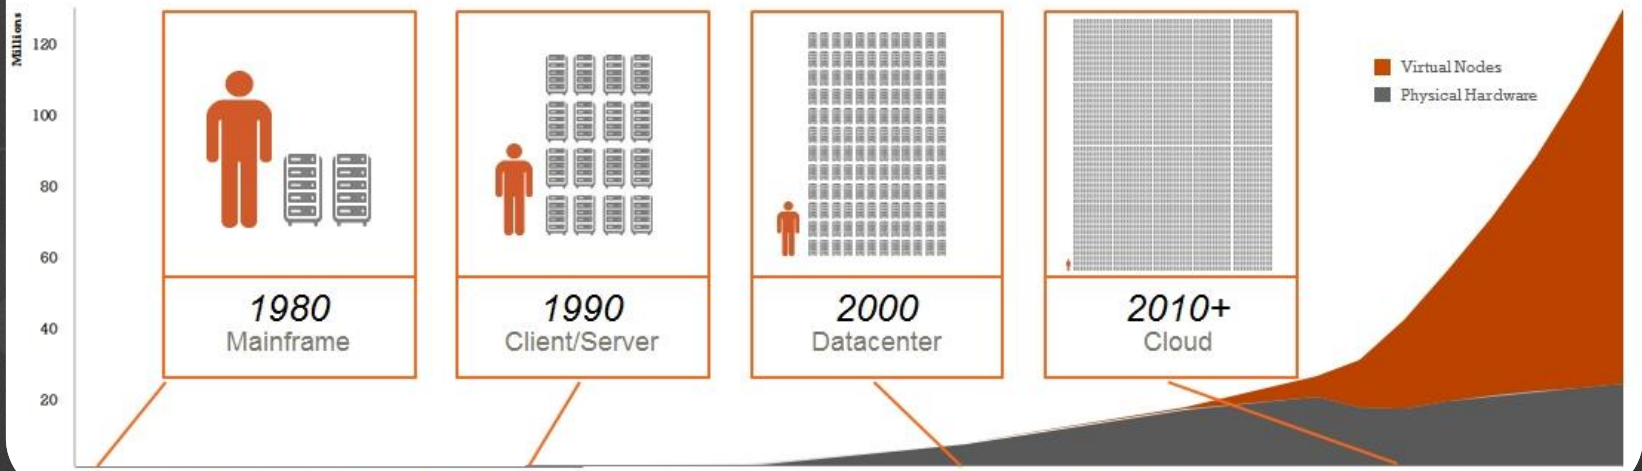 Millions
120
100
80
60
40
20
1980
Mainframe
1990
Client/Server
2000
Datacenter
2010+
Cloud
Virtual Nodes
Physical Hardware